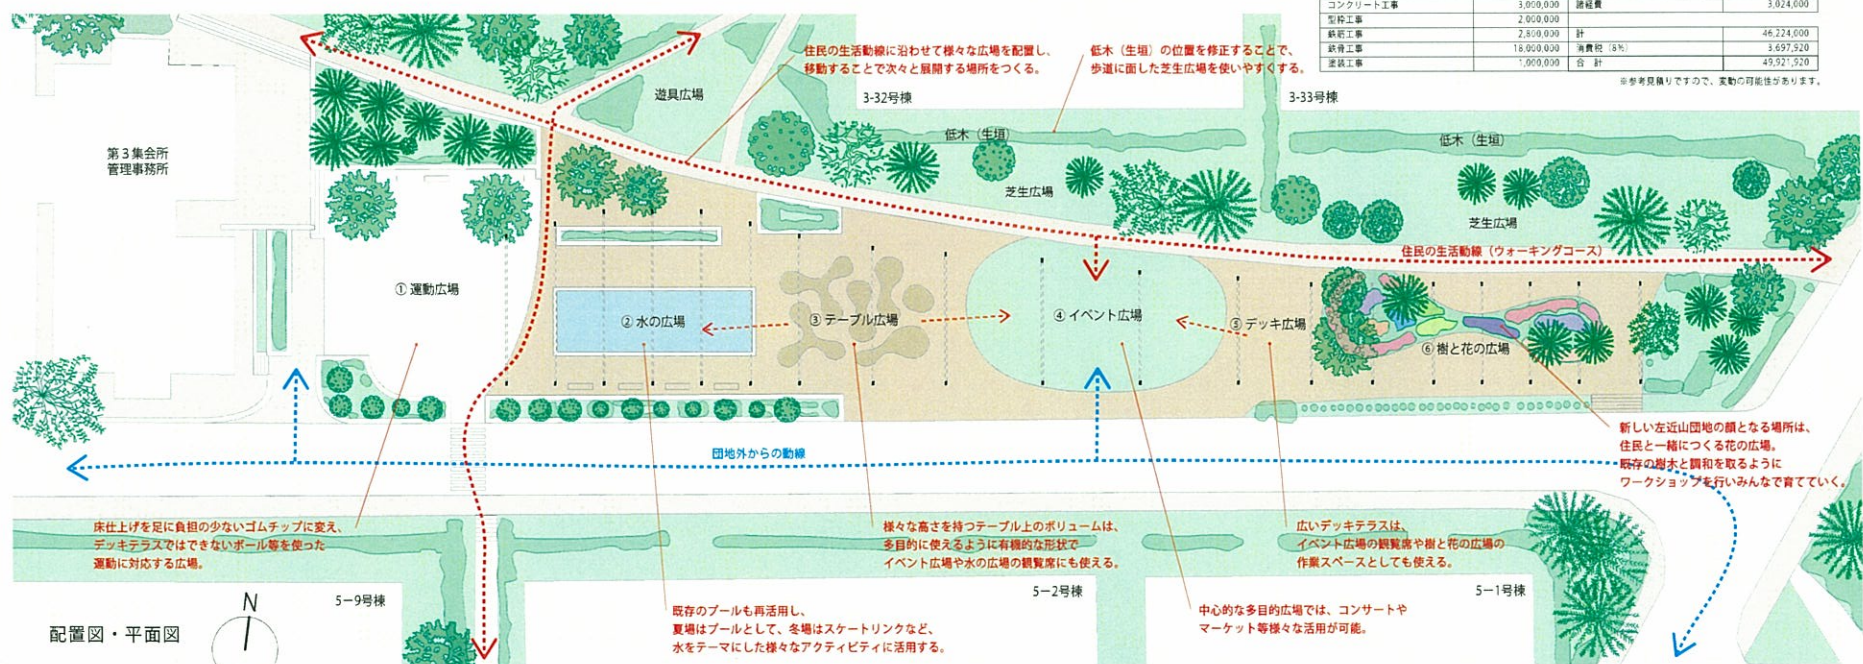 コンクリート工事 3,090,000 諸経費 3,024,000
型枠工事 2,000,000
鉄筋工事 2,800,000 計 46,224,000
鉄骨工事 18,000,000 消費税（8%） 3,697,920
塗装工事 1,000,000 合 計 49,921,920
※参考見積りですので、変動の可能性があります。
住民の生活動線に沿わせて様々な広場を配置し、
移動することで次々と展開する場所をつくる。
低木（生垣）の位置を修正することで、
歩道に面した芝生広場を使いやすくする。
遊具広場
3-32号棟
3-33号棟
低木（生垣）
低木（生垣）
第３集会所
管理事務所
芝生広場
芝生広場
住民の生活動線（ウォーキングコース）
① 運動広場
② 水の広場
③ テーブル広場
④ イベント広場
⑤ デッキ広場
⑥ 樹と花の広場
団地外からの動線
新しい左近山団地の顔となる場所は、
住民と一緒につくる花の広場。
既存の樹木と調和を取るように
ワークショップを行いみんなで育てていく。
床仕上げを足に負担の少ないゴムチップに変え、
デッキテラスではできないボール等を使った
運動に対応する広場。
様々な高さを持つテーブル上のボリュームは、
多目的に使えるように有機的な形状で
イベント広場や水の広場の観覧席にも使える。
広いデッキテラスは、
イベント広場の観覧席や樹と花の広場の
作業スペースとしても使える。
5－9号棟
5－2号棟
5－1号棟
既存のプールも再活用し、
夏場はプールとして、冬場はスケートリンクなど、
水をテーマにした様々なアクティビティに活用する。
中心的な多目的広場では、コンサートや
マーケット等様々な活用が可能。
N
配置図・平面図